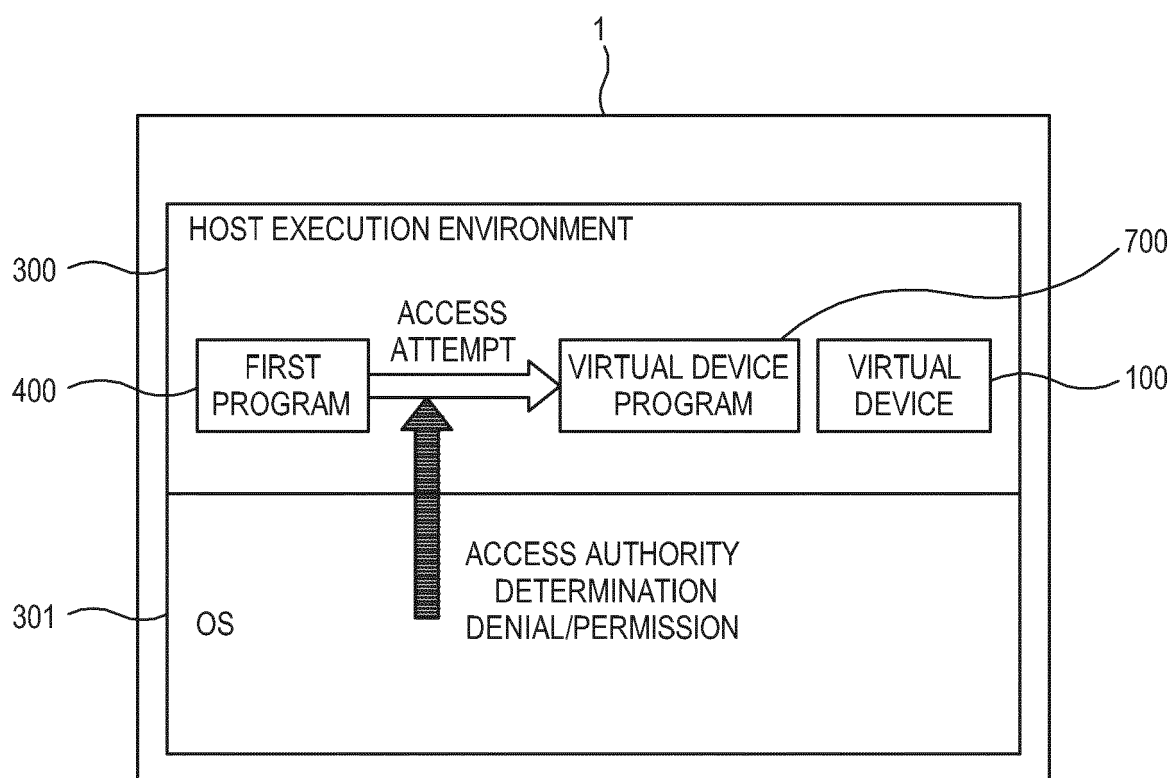 1
HOST EXECUTION ENVIRONMENT
700
300
ACCESS
ATTEMPT
FIRST
PROGRAM
VIRTUAL DEVICE
PROGRAM
VIRTUAL
DEVICE
400
100
ACCESS AUTHORITY
DETERMINATION
DENIAL/PERMISSION
301
OS